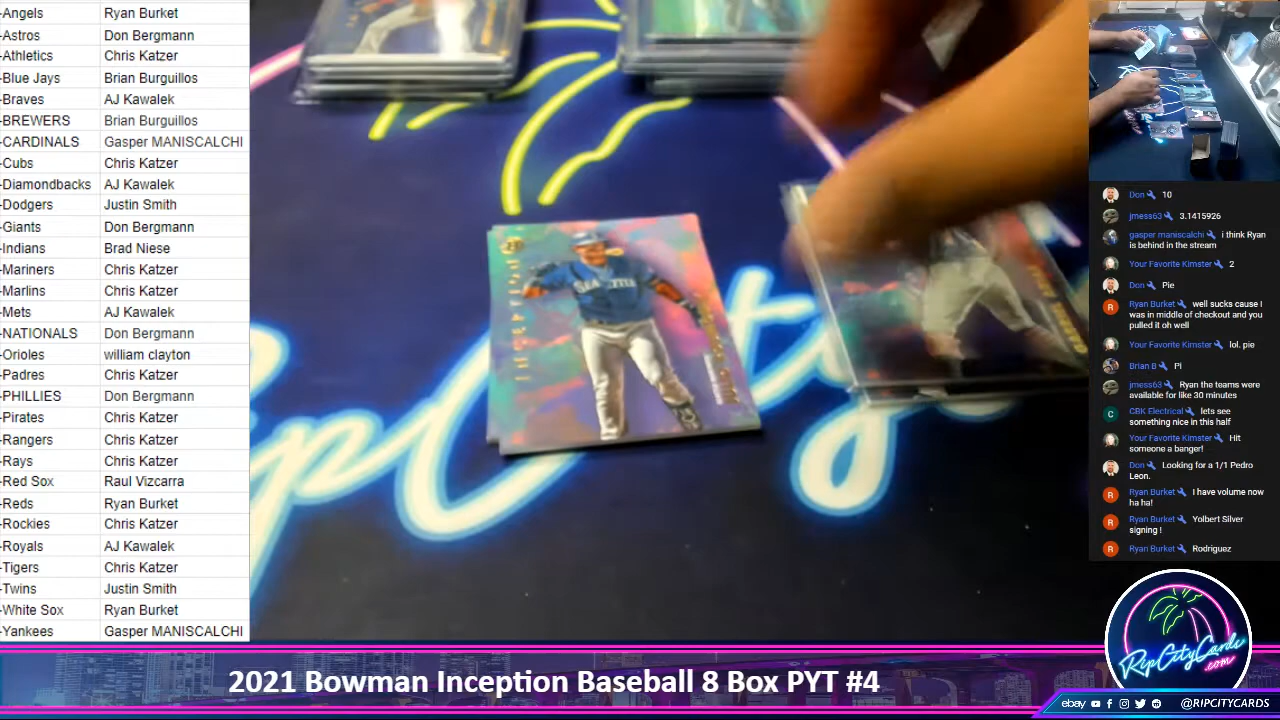 -Angels Ryan Burket
-Astros Don Bergmann
-Athletics Chris Katzer
-Blue Jays Brian Burguillos
-Braves AJ Kawalek
-BREWERS Brian Burguillos
-CARDINALS Gasper MANISCALCHI
-Cubs Chris Katzer
-Diamondbacks AJ Kawalek
-Dodgers Justin Smith
-Giants Don Bergmann
-Indians Brad Niese
-Mariners Chris Katzer
-Marlins Chris Katzer
-Mets AJ Kawalek
-NATIONALS Don Bergmann
-Orioles william clayton
-Padres Chris Katzer
-PHILLIES Don Bergmann
-Pirates Chris Katzer
-Rangers Chris Katzer
-Rays Chris Katzer
-Red Sox Raul Vizcarra
-Reds Ryan Burket
-Rockies Chris Katzer
-Royals AJ Kawalek
-Tigers Chris Katzer
-Twins Justin Smith
-White Sox Ryan Burket
-Yankees Gasper MANISCALCHI
SEATTLE
Don 10
jmess63 3.1415926
gasper maniscalchi i think Ryan
is behind in the stream
Your Favorite Kimster 2
Don Pie
Ryan Burket well sucks cause I
was in middle of checkout and you
pulled it oh well
Your Favorite Kimster lol. pie
Brian B Pi
jmess63 Ryan the teams were
available for like 30 minutes
CBK Electrical lets see
something nice in this half
Your Favorite Kimster Hit
someone a banger!
Don Looking for a 1/1 Pedro
Leon.
Ryan Burket I have volume now
ha ha!
Ryan Burket Yolbert Silver
signing !
Ryan Burket Rodriguez
RipCityCards
.com
2021 Bowman Inception Baseball 8 Box PYT #4
ebay @RIPCITYCARDS